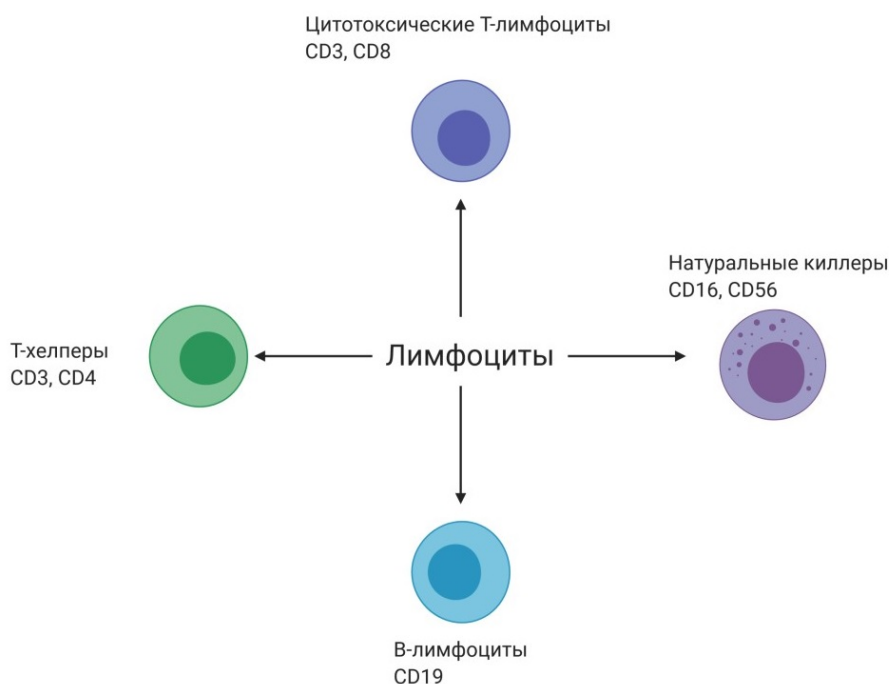 Цитотоксические Т-лимфоциты
CD3, CD8
Натуральные киллеры
CD16, CD56
Т-хелперы
CD3, CD4
Лимфоциты
В-лимфоциты
CD19